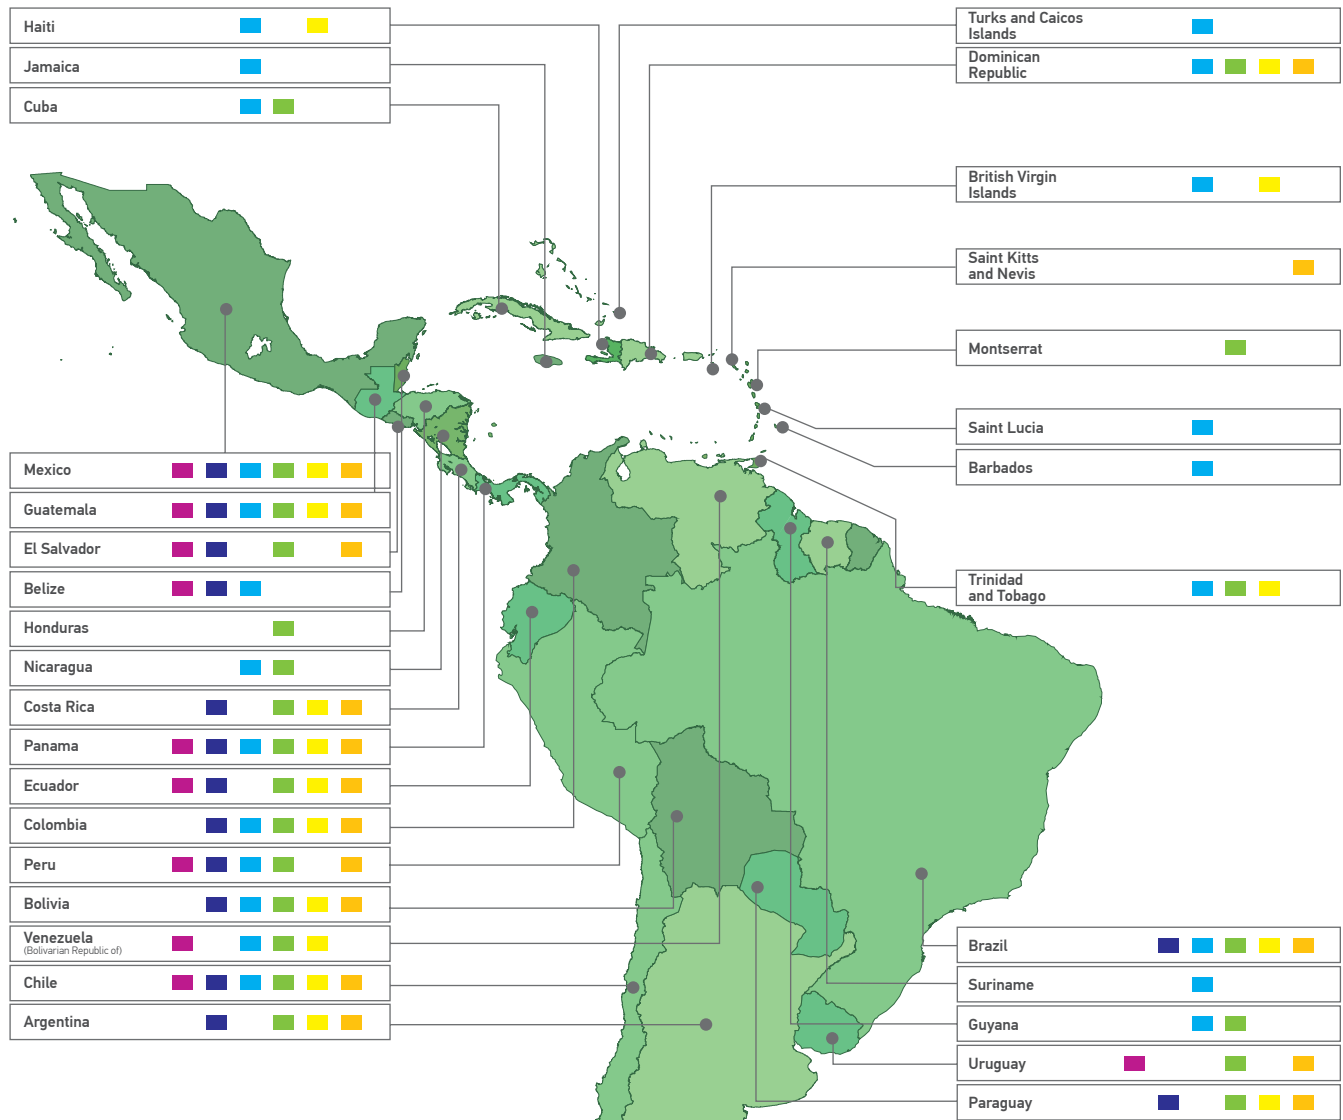 Haiti
Jamaica
Cuba
Turks and Caicos
Islands
Dominican
Republic
British Virgin
Islands
Saint Kitts
and Nevis
Montserrat
Saint Lucia
Barbados
Trinidad
and Tobago
Mexico
Guatemala
El Salvador
Belize
Honduras
Nicaragua
Costa Rica
Panama
Ecuador
Colombia
Peru
Bolivia
Venezuela
(Bolivarian Republic of)
Chile
Argentina
Brazil
Suriname
Guyana
Uruguay
Paraguay